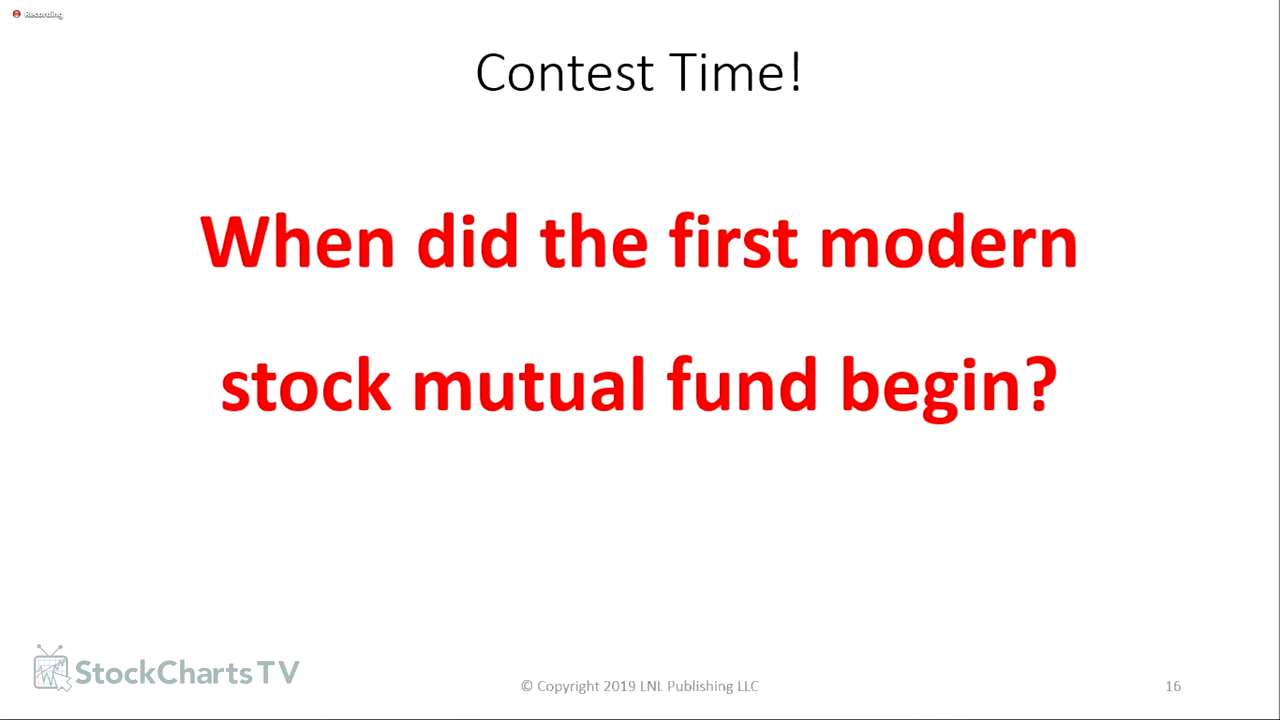 Recording
Contest Time!
When did the first modern
stock mutual fund begin?
StockChartsTV
© Copyright 2019 LNL Publishing LLC
16